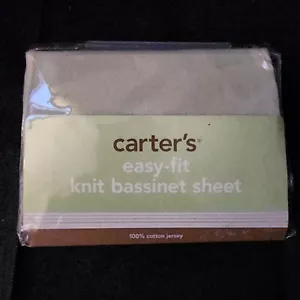 carter's
easy-fit
knit bassinet sheet
100% cotton jersey